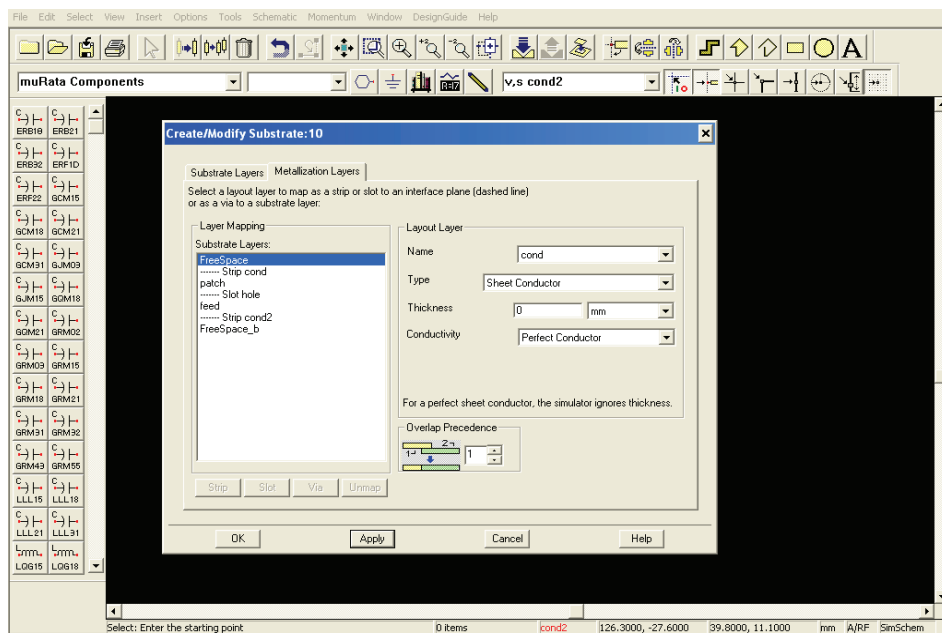 File Edit Select View Insert Options Tools Schematic Momentum Window DesignGuide Help
A
muRata Components
v,s cond2
ERB18 ERB21
ERB32 ERF1D
ERF22 GCM15
GCM18 GCM21
GCM31 GJM03
GJM15 GQM18
GQM21 GRM02
GRM03 GRM15
GRM18 GRM21
GRM31 GRM32
GRM43 GRM55
LLL15 LLL18
LLL21 LLL31
LQG15 LQG18
Create/Modify Substrate:10
Substrate Layers Metallization Layers
Select a layout layer to map as a strip or slot to an interface plane (dashed line)
or as a via to a substrate layer:
Layer Mapping
Substrate Layers:
FreeSpace
------- Strip cond
patch
------- Slot hole
feed
------- Strip cond2
FreeSpace_b
Strip Slot Via Unmap
Layout Layer
Name cond
Type Sheet Conductor
Thickness 0 mm
Conductivity Perfect Conductor
For a perfect sheet conductor, the simulator ignores thickness.
Overlap Precedence
1 2 1
OK Apply Cancel Help
Select: Enter the starting point 0 items cond2 126.3000, -27.6000 39.8000, 11.1000 mm A/RF SimSchem